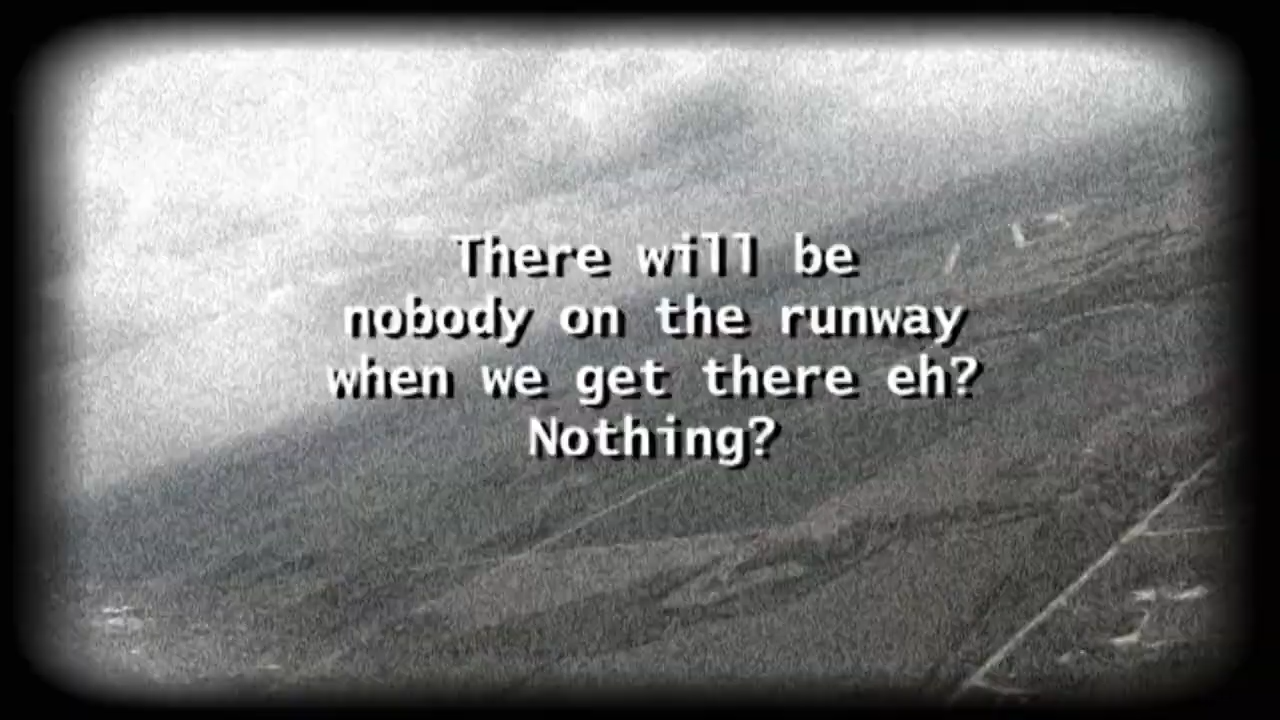 There will be
nobody on the runway
when we get there eh?
Nothing?